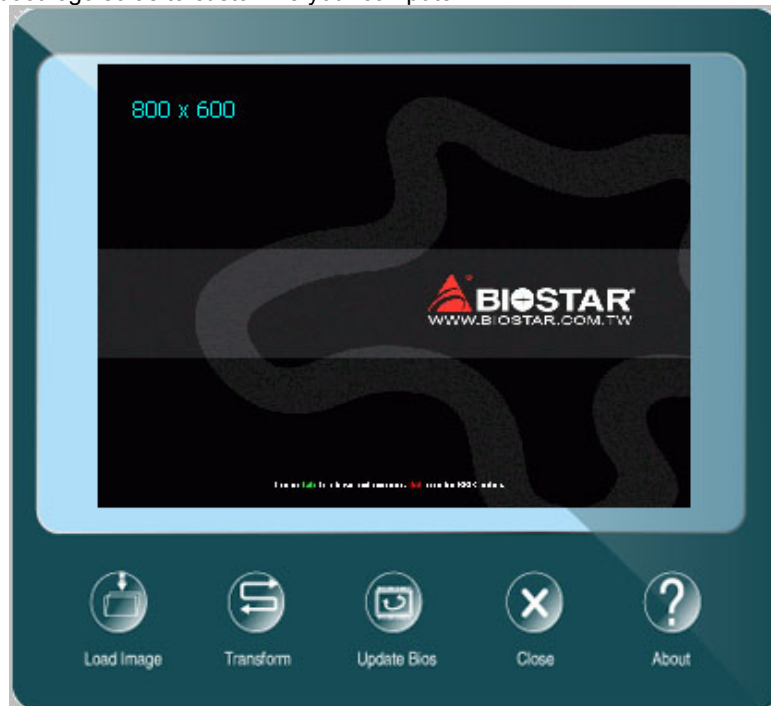 800 x 600
BIOSTAR
WWW.BIOSTAR.COM.TW
Load Image
Transform
Update Bios
Close
About